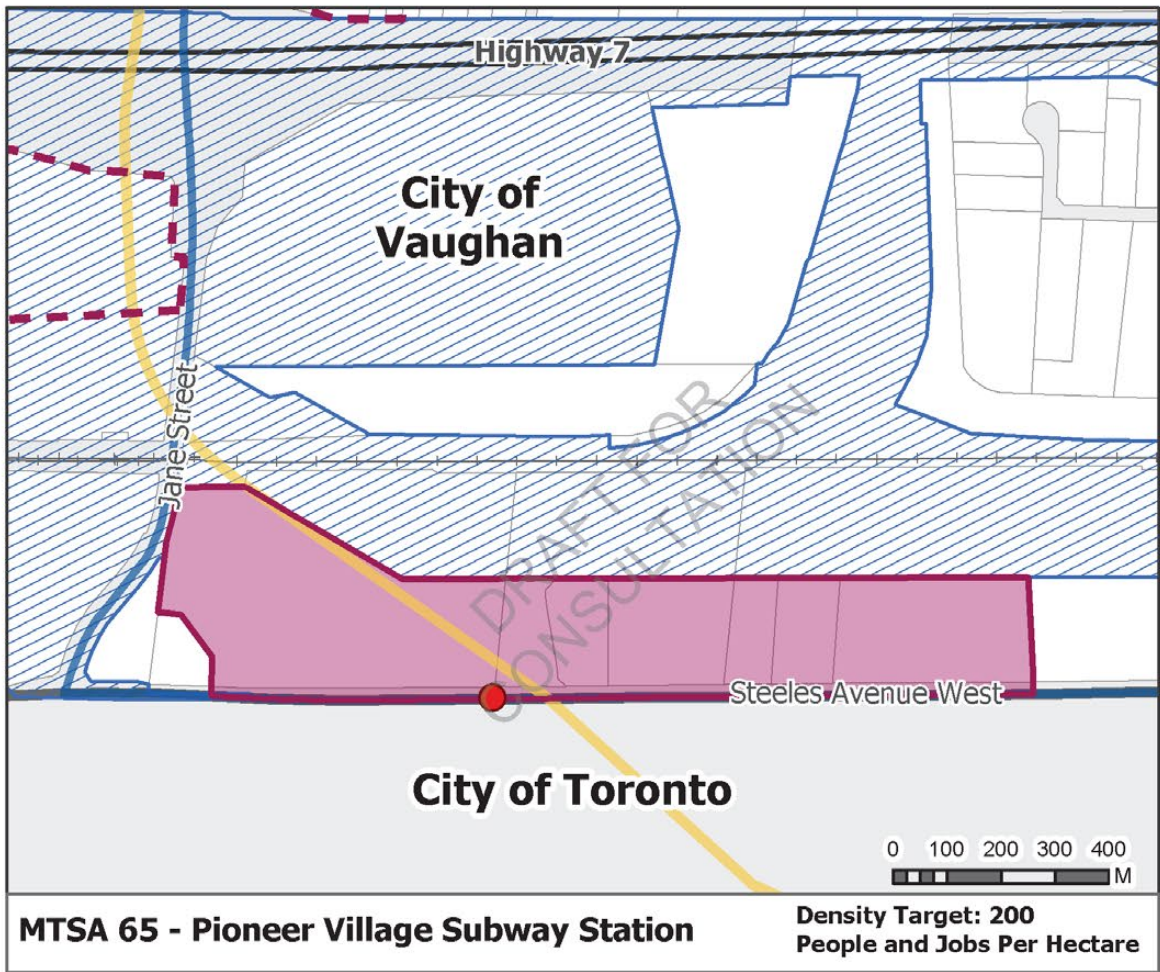 Highway 7
City of
Vaughan
Jane Street
DRAFT FOR
CONSULTATION
Steeles Avenue West
City of Toronto
0 100 200 300 400
M
MTSA 65 - Pioneer Village Subway Station
Density Target: 200
People and Jobs Per Hectare